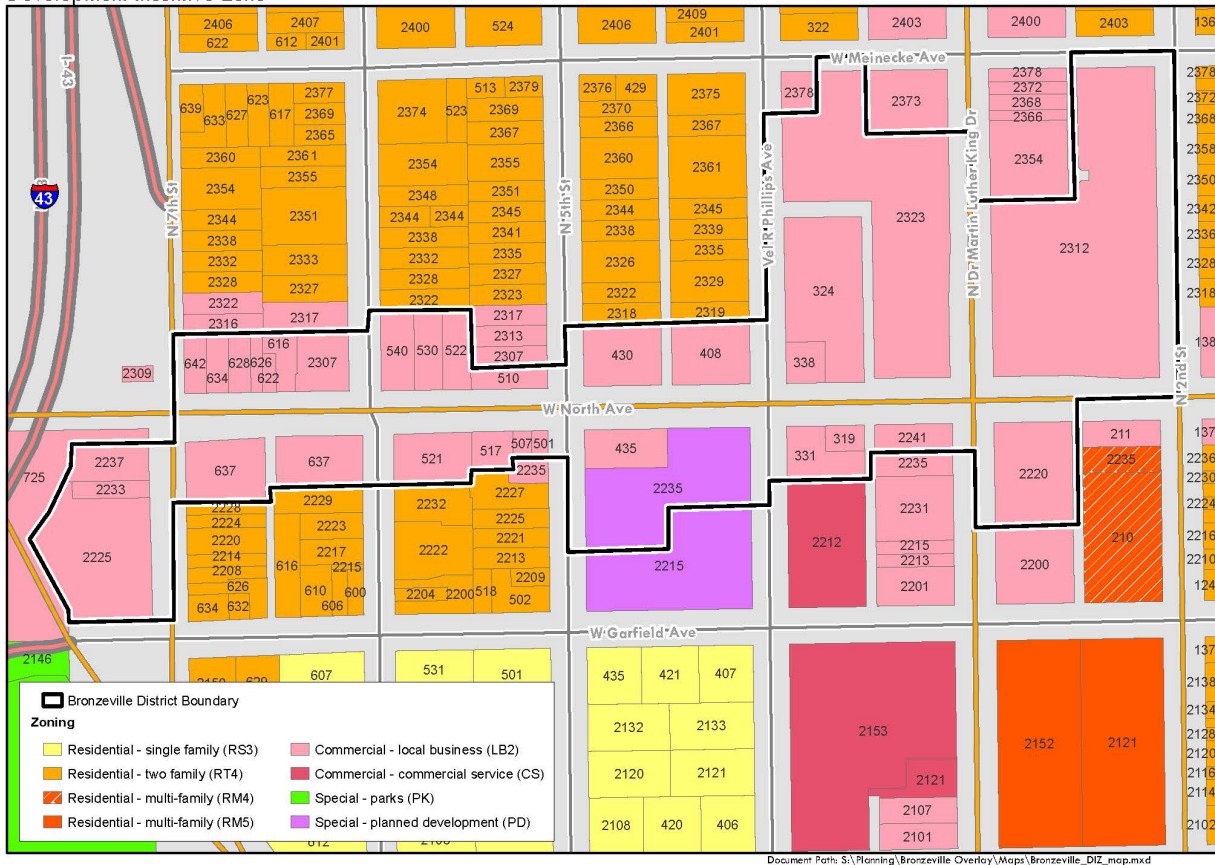 Development Incentive Zone
2406 2407 2400 524 2406 2409 322 2403 2400 2403 136
622 612 2401 2401
I-43
W Meinecke Ave
639 633 627 623 617 2377
2369
2365
2360 2361
2354 2355
2344 2351
2338
2332 2333
2328 2327
2322
2316 2317
642 634 628 626 622 616 2307
2309
43
N 7th St
2374 523 513 2379
2369
2367
2354 2355
2348 2351
2344 2344 2345
2338 2341
2332 2335
2328 2327
2322 2323
2317
2313
2307
540 530 522 510
N 5th St
2376 429 2375
2370
2366 2367
2360 2361
2350
2344 2345
2338 2339
2326 2335
2322 2329
2318 2319
430 408
Vel R Phillips Ave
2378 2373
2323
324
338
N Dr Martin Luther King Dr
2378
2372
2368
2366
2354
2312
N 2nd St
2378
2372
2368
2358
2350
2342
2336
2328
2318
138
W North Ave
725 2237
2233
2225
637 637
2228 2229
2224 2223
2220
2214 2217
2208 2215
626 616 610 600
634 632 606
521 517 507 501
2235
2232 2227
2225
2222 2221
2213
2209
2204 2200 518 502
435 2235
2215
331 319 2241
2235
2212 2231
2215
2213
2201
2220 211
2235
210
2200
137
2236
2230
2224
2216
2210
124
W Garfield Ave
2146
2150 629 607
531 501
435 421 407
2132 2133
2120 2121
2108 420 406
2153
2121
2107
2101
2152 2121
137
2138
2134
2128
2120
2116
2114
2102
612
Bronzeville District Boundary
Zoning
Residential - single family (RS3)
Residential - two family (RT4)
Residential - multi-family (RM4)
Residential - multi-family (RM5)
Commercial - local business (LB2)
Commercial - commercial service (CS)
Special - parks (PK)
Special - planned development (PD)
Document Path: S:\Planning\Bronzeville Overlay\Maps\Bronzeville_DIZ_map.mxd